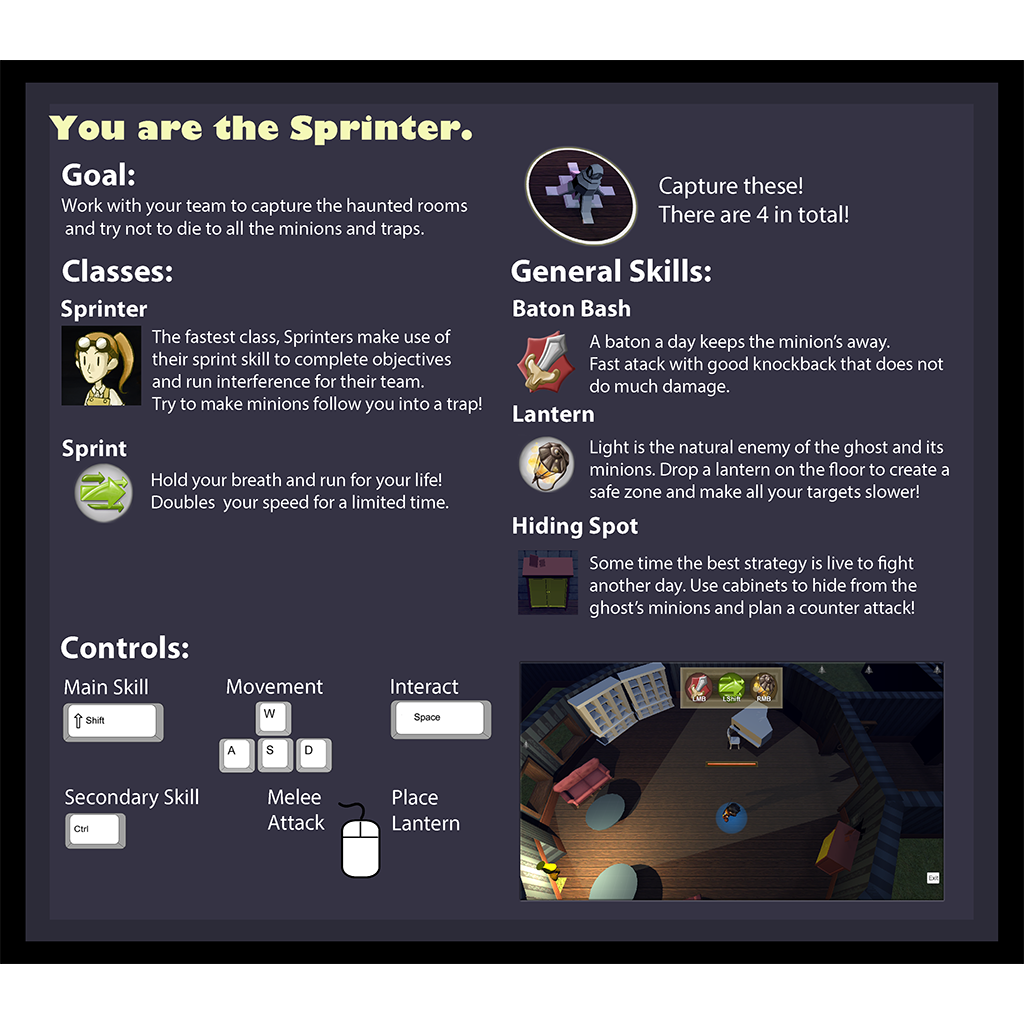 You are the Sprinter.
Goal:
Work with your team to capture the haunted rooms
and try not to die to all the minions and traps.
Capture these!
There are 4 in total!
Classes:
Sprinter
The fastest class, Sprinters make use of
their sprint skill to complete objectives
and run interference for their team.
Try to make minions follow you into a trap!
Sprint
Hold your breath and run for your life!
Doubles your speed for a limited time.
General Skills:
Baton Bash
A baton a day keeps the minion's away.
Fast atack with good knockback that does not
do much damage.
Lantern
Light is the natural enemy of the ghost and its
minions. Drop a lantern on the floor to create a
safe zone and make all your targets slower!
Hiding Spot
Some time the best strategy is live to fight
another day. Use cabinets to hide from the
ghost's minions and plan a counter attack!
Controls:
Main Skill
Shift
Movement
W
A S D
Interact
Space
Secondary Skill
Ctrl
Melee
Attack
Place
Lantern
LMB LShift RMB
Exit